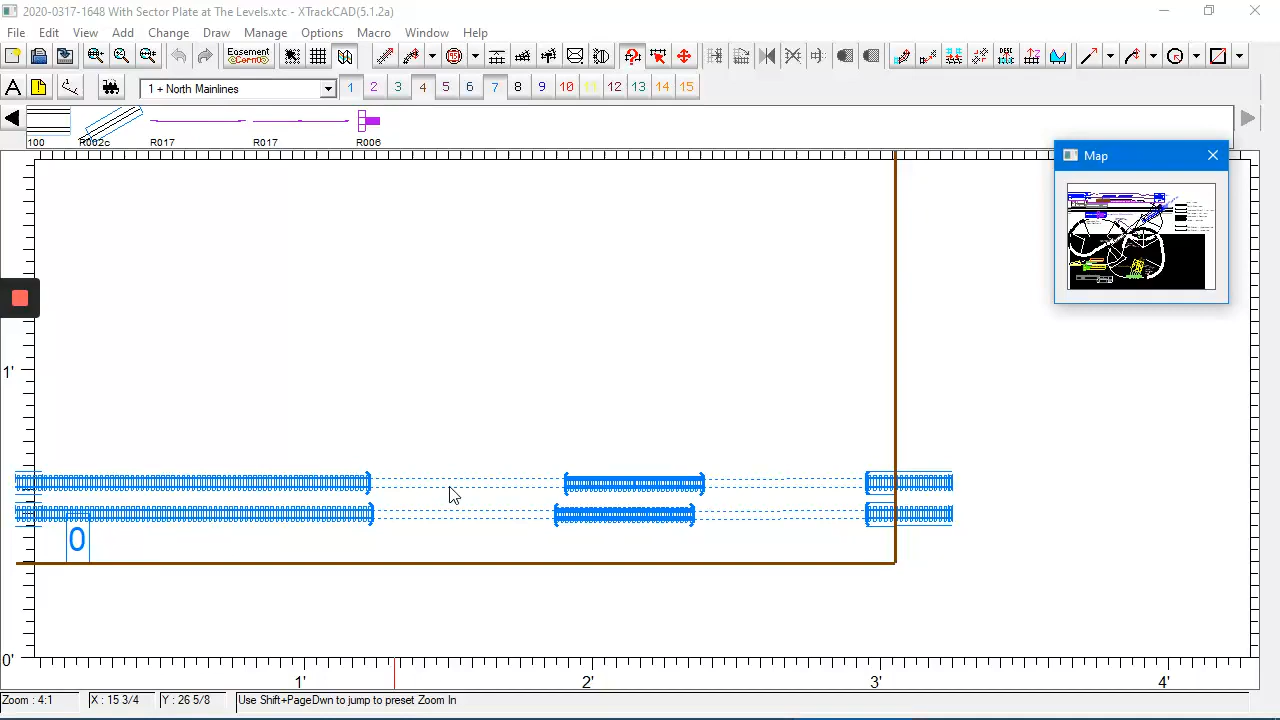 2020-0317-1648 With Sector Plate at The Levels.xtc - XTrackCAD(5.1.2a)
File Edit View Add Change Draw Manage Options Macro Window Help
Easement
1 + North Mainlines 1 2 3 4 5 6 7 8 9 10 11 12 13 14 15
100 R002c R017 R017 R006
Map
1'
0
0'
1' 2' 3' 4'
Zoom : 4:1 X : 15 3/4 Y : 26 5/8 Use Shift+PageDwn to jump to preset Zoom In